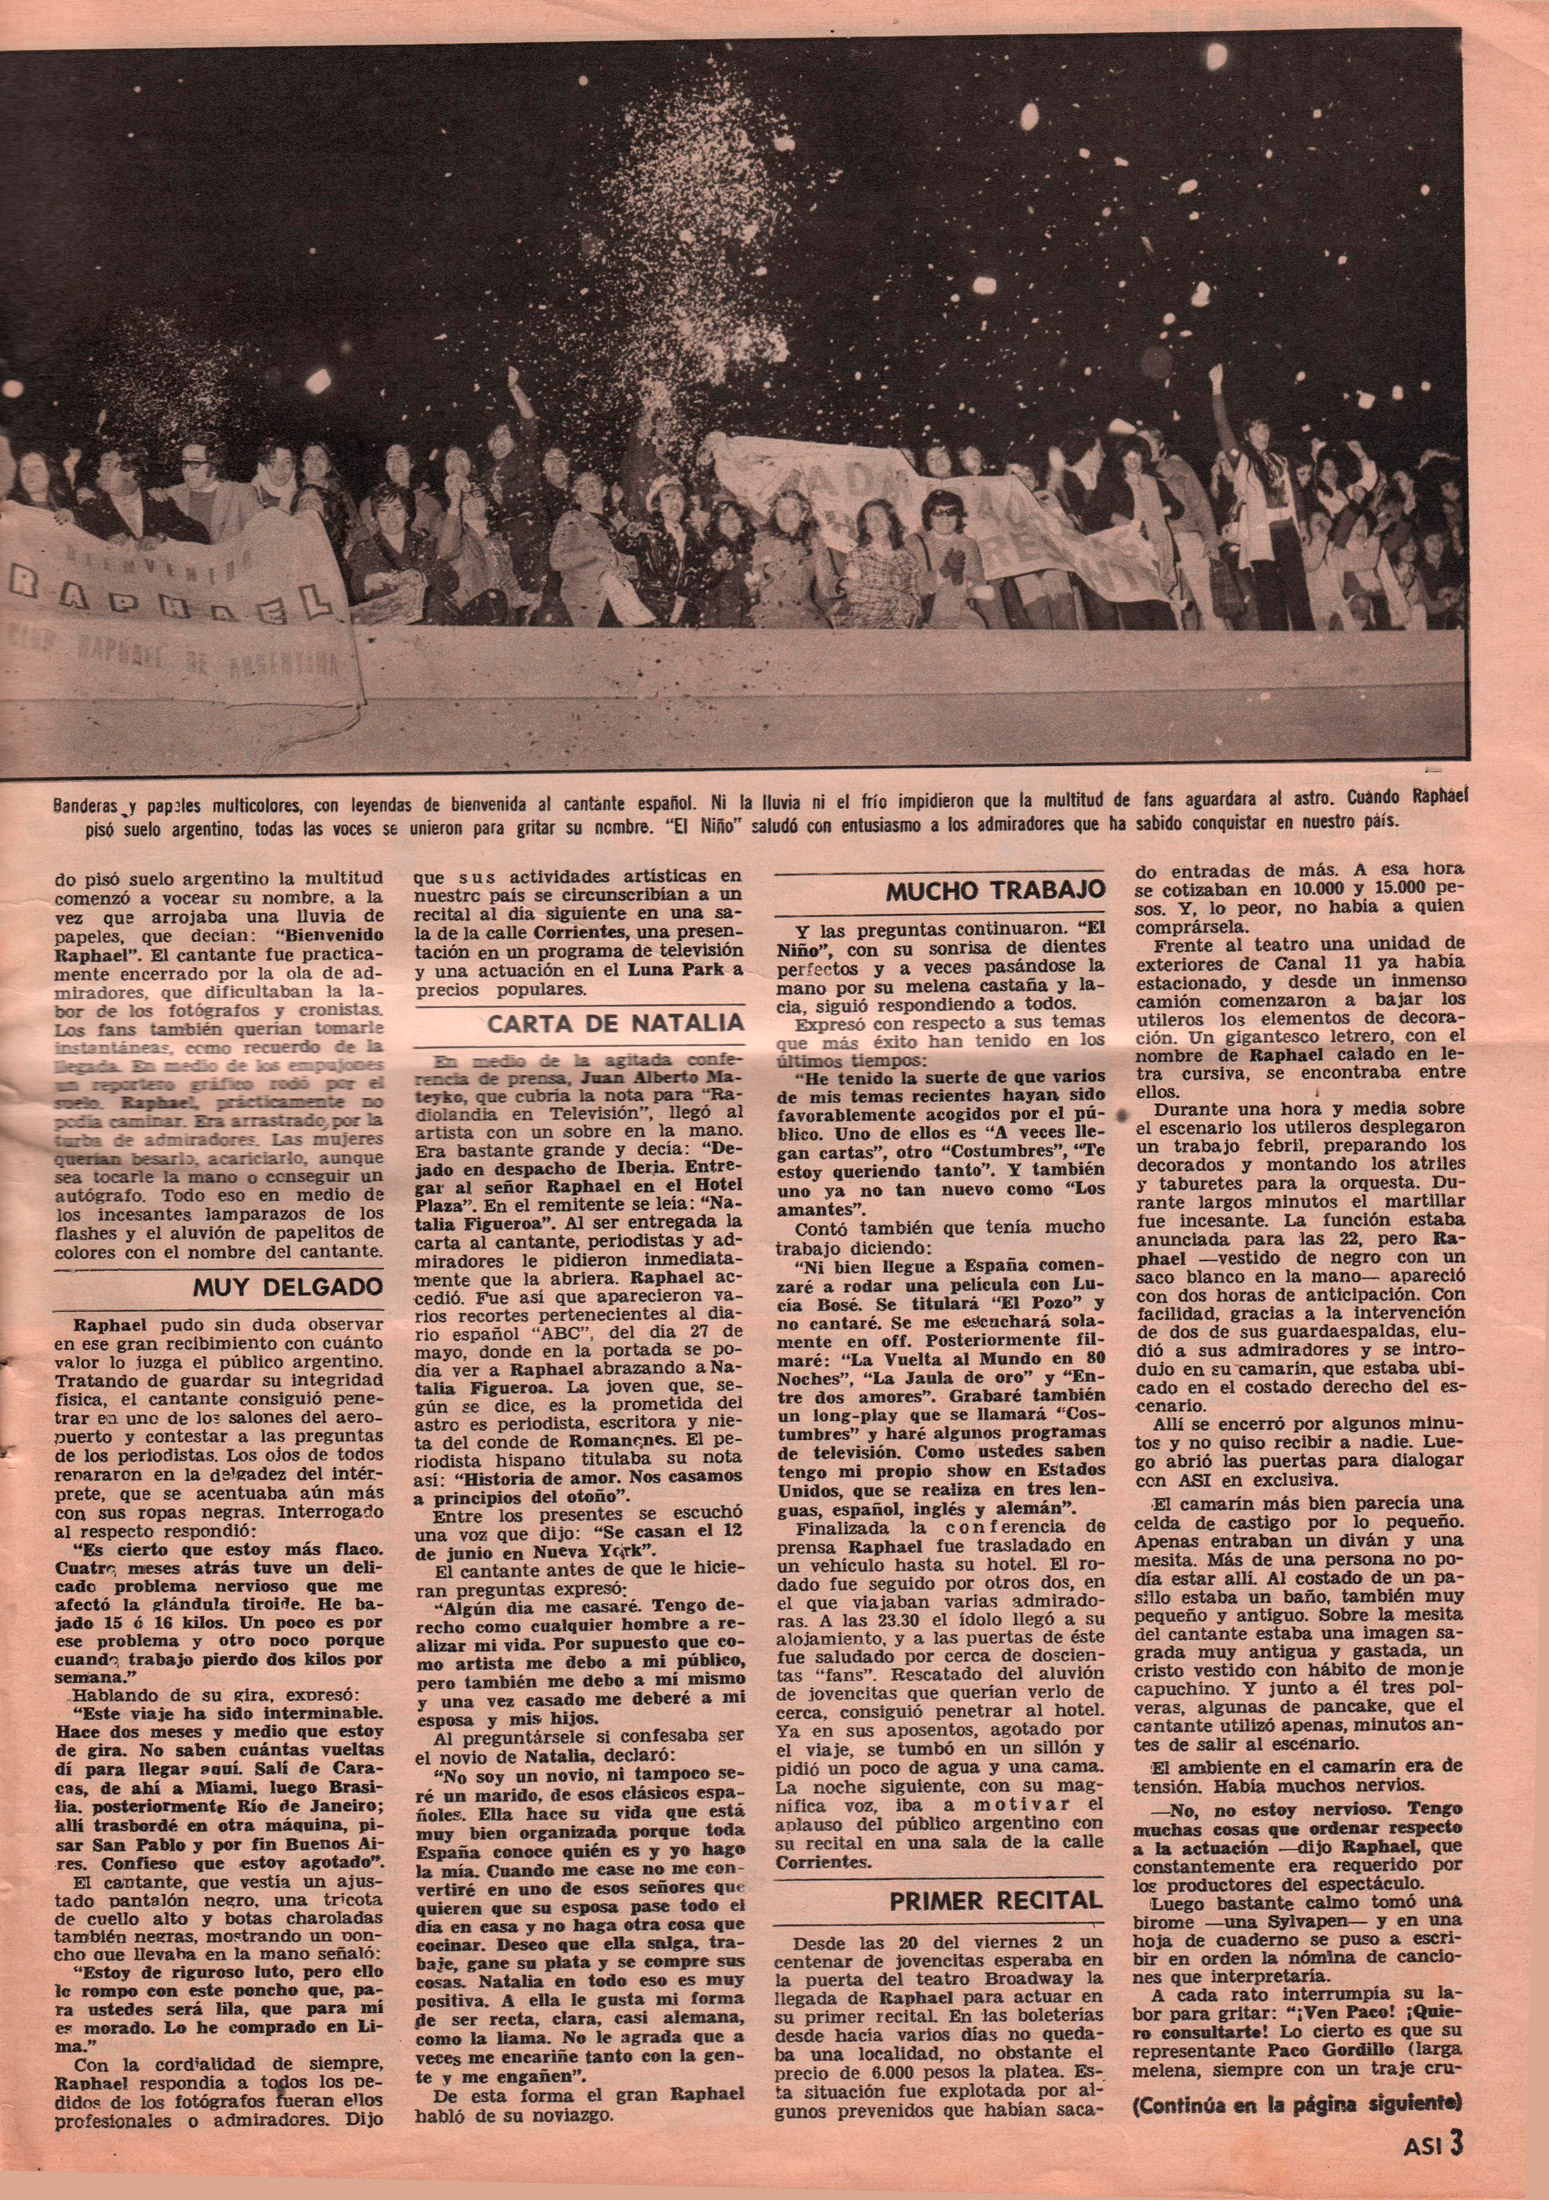 BIENVENIDO
RAPHAEL
CLUB RAPHAEL DE ARGENTINA
Banderas y papeles multicolores, con leyendas de bienvenida al cantante español. Ni la lluvia ni el frío impidieron que la multitud de fans aguardara al astro. Cuando Raphael
pisó suelo argentino, todas las voces se unieron para gritar su nombre. "El Niño" saludó con entusiasmo a los admiradores que ha sabido conquistar en nuestro país.
do pisó suelo argentino la multitud
comenzó a vocear su nombre, a la
vez que arrojaba una lluvia de
papeles, que decían: "Bienvenido
Raphael". El cantante fue practica-
mente encerrado por la ola de ad-
miradores, que dificultaban la la-
bor de los fotógrafos y cronistas.
Los fans también querían tomarle
instantáneas, como recuerdo de la
llegada. En medio de los empujones
un reportero gráfico rodó por el
suelo. Raphael, prácticamente no
podía caminar. Era arrastrado por la
turba de admiradores. Las mujeres
querían besarlo, acariciarlo, aunque
sea tocarle la mano o conseguir un
autógrafo. Todo eso en medio de
los incesantes lamparazos de los
flashes y el aluvión de papelitos de
colores con el nombre del cantante.
MUY DELGADO
Raphael pudo sin duda observar
en ese gran recibimiento con cuánto
valor lo juzga el público argentino.
Tratando de guardar su integridad
física, el cantante consiguió pene-
trar en uno de los salones del aero-
puerto y contestar a las preguntas
de los periodistas. Los ojos de todos
repararon en la delgadez del intér-
prete, que se acentuaba aún más
con sus ropas negras. Interrogado
al respecto respondió:
"Es cierto que estoy más flaco.
Cuatro meses atrás tuve un deli-
cado problema nervioso que me
afectó la glándula tiroide. He ba-
jado 15 ó 16 kilos. Un poco es por
ese problema y otro poco porque
cuando trabajo pierdo dos kilos por
semana."
Hablando de su gira, expresó:
"Este viaje ha sido interminable.
Hace dos meses y medio que estoy
de gira. No saben cuántas vueltas
dí para llegar aquí. Salí de Cara-
cas, de ahí a Miami, luego Brasi-
lia, posteriormente Río de Janeiro;
allí trasbordé en otra máquina, pi-
sar San Pablo y por fin Buenos Ai-
res. Confieso que estoy agotado".
El cantante, que vestía un ajus-
tado pantalón negro, una tricota
de cuello alto y botas charoladas
también negras, mostrando un pon-
cho que llevaba en la mano señaló:
"Estoy de riguroso luto, pero ello
lo rompo con este poncho que, pa-
ra ustedes será lila, que para mí
es morado. Lo he comprado en Li-
ma."
Con la cordialidad de siempre,
Raphael respondía a todos los pe-
didos de los fotógrafos fueran ellos
profesionales o admiradores. Dijo
que sus actividades artísticas en
nuestro país se circunscribían a un
recital al día siguiente en una sa-
la de la calle Corrientes, una presen-
tación en un programa de televisión
y una actuación en el Luna Park a
precios populares.
CARTA DE NATALIA
En medio de la agitada confe-
rencia de prensa, Juan Alberto Ma-
teyko, que cubría la nota para "Ra-
diolandia en Televisión", llegó al
artista con un sobre en la mano.
Era bastante grande y decía: "De-
jado en despacho de Iberia. Entre-
gar al señor Raphael en el Hotel
Plaza". En el remitente se leía: "Na-
talia Figueroa". Al ser entregada la
carta al cantante, periodistas y ad-
miradores le pidieron inmediata-
mente que la abriera. Raphael ac-
cedió. Fue así que aparecieron va-
rios recortes pertenecientes al dia-
rio español "ABC", del día 27 de
mayo, donde en la portada se po-
día ver a Raphael abrazando a Na-
talia Figueroa. La joven que, se-
gún se dice, es la prometida del
astro es periodista, escritora y nie-
ta del conde de Romanones. El pe-
riodista hispano titulaba su nota
así: "Historia de amor. Nos casamos
a principios del otoño".
Entre los presentes se escuchó
una voz que dijo: "Se casan el 12
de junio en Nueva York".
El cantante antes de que le hicie-
ran preguntas expresó:
"Algún día me casaré. Tengo de-
recho como cualquier hombre a re-
alizar mi vida. Por supuesto que co-
mo artista me debo a mi público,
pero también me debo a mí mismo
y una vez casado me deberé a mi
esposa y mis hijos.
Al preguntársele si confesaba ser
el novio de Natalia, declaró:
"No soy un novio, ni tampoco se-
ré un marido, de esos clásicos espa-
ñoles. Ella hace su vida que está
muy bien organizada porque toda
España conoce quién es y yo hago
la mía. Cuando me case no me con-
vertiré en uno de esos señores que
quieren que su esposa pase todo el
día en casa y no haga otra cosa que
cocinar. Deseo que ella salga, tra-
baje, gane su plata y se compre sus
cosas. Natalia en todo eso es muy
positiva. A ella le gusta mi forma
de ser recta, clara, casi alemana,
como la llama. No le agrada que a
veces me encariñe tanto con la gen-
te y me engañen".
De esta forma el gran Raphael
habló de su noviazgo.
MUCHO TRABAJO
Y las preguntas continuaron. "El
Niño", con su sonrisa de dientes
perfectos y a veces pasándose la
mano por su melena castaña y la-
cia, siguió respondiendo a todos.
Expresó con respecto a sus temas
que más éxito han tenido en los
últimos tiempos:
"He tenido la suerte de que varios
de mis temas recientes hayan sido
favorablemente acogidos por el pú-
blico. Uno de ellos es "A veces lle-
gan cartas", otro "Costumbres", "Te
estoy queriendo tanto". Y también
uno ya no tan nuevo como "Los
amantes".
Contó también que tenía mucho
trabajo diciendo:
"Ni bien llegue a España comen-
zaré a rodar una película con Lu-
cía Bosé. Se titulará "El Pozo" y
no cantaré. Se me escuchará sola-
mente en off. Posteriormente fil-
maré: "La Vuelta al Mundo en 80
Noches", "La Jaula de oro" y "En-
tre dos amores". Grabaré también
un long-play que se llamará "Cos-
tumbres" y haré algunos programas
de televisión. Como ustedes saben
tengo mi propio show en Estados
Unidos, que se realiza en tres len-
guas, español, inglés y alemán".
Finalizada la conferencia de
prensa Raphael fue trasladado en
un vehículo hasta su hotel. El ro-
dado fue seguido por otros dos, en
el que viajaban varias admirado-
ras. A las 23.30 el ídolo llegó a su
alojamiento, y a las puertas de éste
fue saludado por cerca de doscien-
tas "fans". Rescatado del aluvión
de jovencitas que querían verlo de
cerca, consiguió penetrar al hotel.
Ya en sus aposentos, agotado por
el viaje, se tumbó en un sillón y
pidió un poco de agua y una cama.
La noche siguiente, con su mag-
nífica voz, iba a motivar el
aplauso del público argentino con
su recital en una sala de la calle
Corrientes.
PRIMER RECITAL
Desde las 20 del viernes 2 un
centenar de jovencitas esperaba en
la puerta del teatro Broadway la
llegada de Raphael para actuar en
su primer recital. En las boleterías
desde hacía varios días no queda-
ba una localidad, no obstante el
precio de 6.000 pesos la platea. Es-
ta situación fue explotada por al-
gunos prevenidos que habían saca-
do entradas de más. A esa hora
se cotizaban en 10.000 y 15.000 pe-
sos. Y, lo peor, no había a quien
comprársela.
Frente al teatro una unidad de
exteriores de Canal 11 ya había
estacionado, y desde un inmenso
camión comenzaron a bajar los
utileros los elementos de decora-
ción. Un gigantesco letrero, con el
nombre de Raphael calado en le-
tra cursiva, se encontraba entre
ellos.
Durante una hora y media sobre
el escenario los utileros desplegaron
un trabajo febril, preparando los
decorados y montando los atriles
y taburetes para la orquesta. Du-
rante largos minutos el martillar
fue incesante. La función estaba
anunciada para las 22, pero Ra-
phael —vestido de negro con un
saco blanco en la mano— apareció
con dos horas de anticipación. Con
facilidad, gracias a la intervención
de dos de sus guardaespaldas, elu-
dió a sus admiradores y se intro-
dujo en su camarín, que estaba ubi-
cado en el costado derecho del es-
cenario.
Allí se encerró por algunos minu-
tos y no quiso recibir a nadie. Lue-
go abrió las puertas para dialogar
con ASI en exclusiva.
El camarín más bien parecía una
celda de castigo por lo pequeño.
Apenas entraban un diván y una
mesita. Más de una persona no po-
día estar allí. Al costado de un pa-
sillo estaba un baño, también muy
pequeño y antiguo. Sobre la mesita
del cantante estaba una imagen sa-
grada muy antigua y gastada, un
cristo vestido con hábito de monje
capuchino. Y junto a él tres pol-
veras, algunas de pancake, que el
cantante utilizó apenas, minutos an-
tes de salir al escenario.
El ambiente en el camarín era de
tensión. Había muchos nervios.
—No, no estoy nervioso. Tengo
muchas cosas que ordenar respecto
a la actuación —dijo Raphael, que
constantemente era requerido por
los productores del espectáculo.
Luego bastante calmo tomó una
birome —una Sylvapen— y en una
hoja de cuaderno se puso a escri-
bir en orden la nómina de cancio-
nes que interpretaría.
A cada rato interrumpía su la-
bor para gritar: "¡Ven Paco! ¡Quie-
ro consultarte! Lo cierto es que su
representante Paco Gordillo (larga
melena, siempre con un traje cru-
(Continúa en la página siguiente)
ASI 3